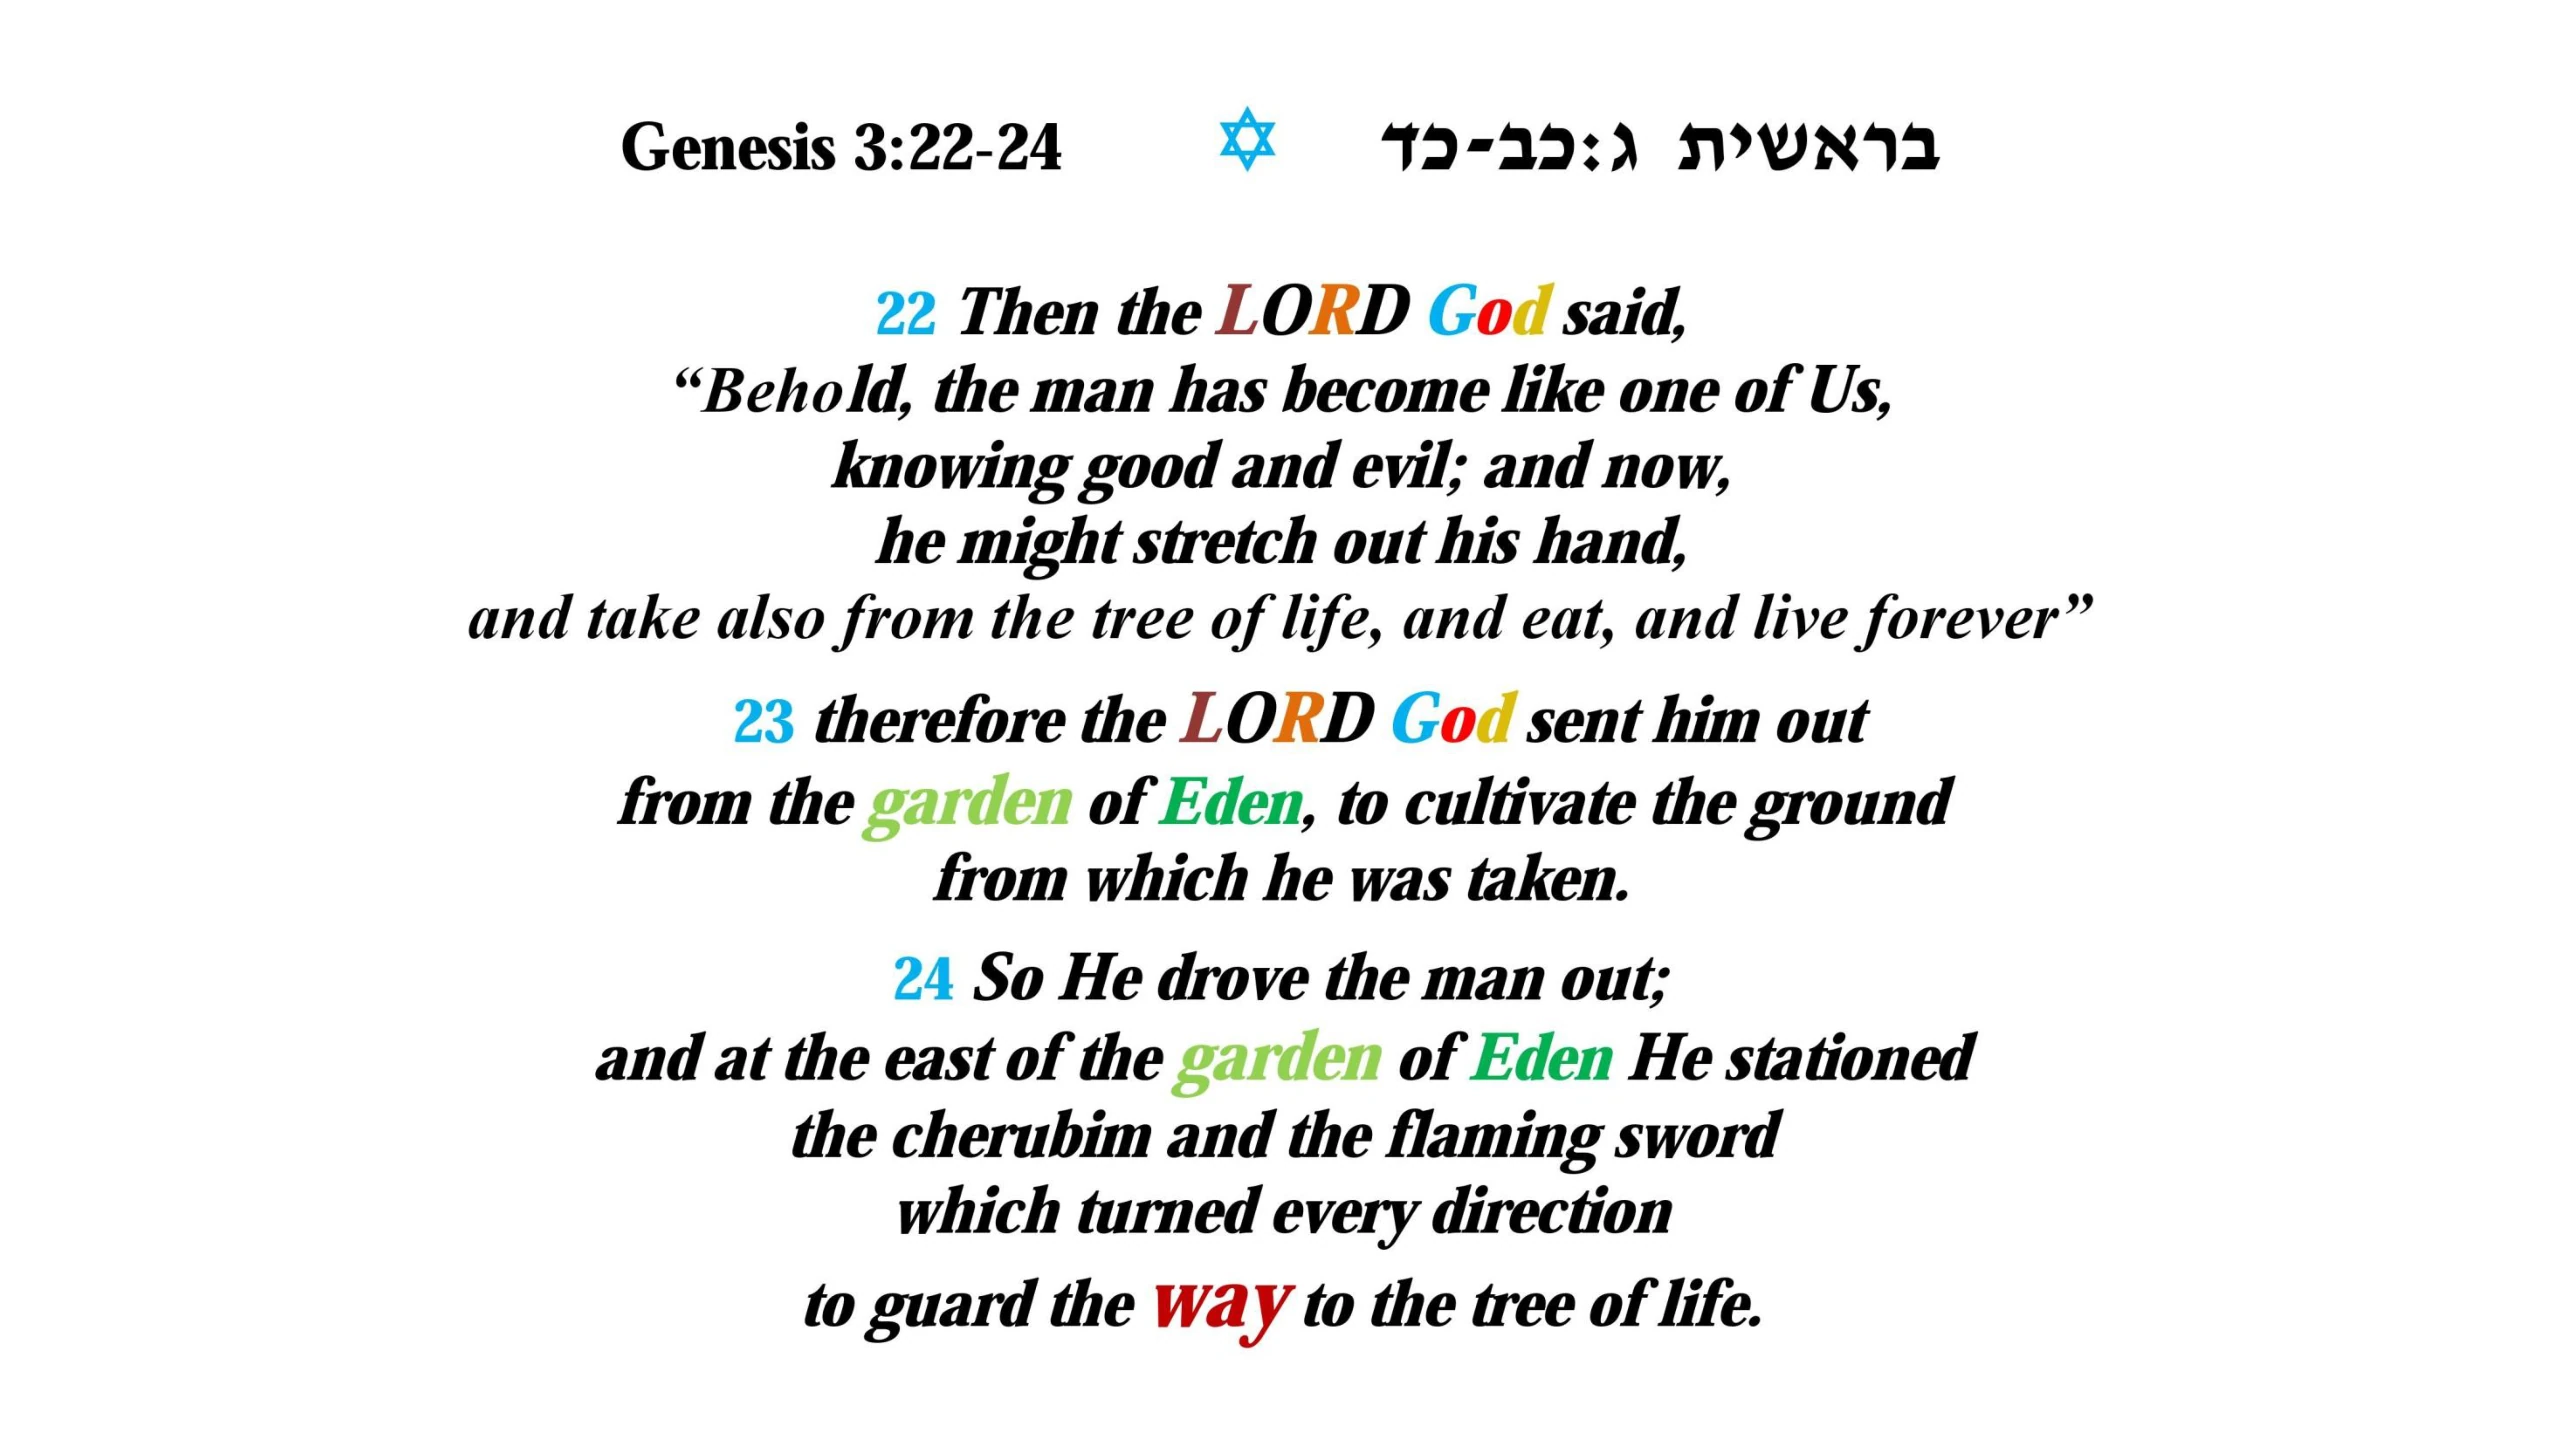 Genesis 3:22-24 ✡ בראשית ג:כב-כד
22 Then the LORD God said,
“Behold, the man has become like one of Us,
knowing good and evil; and now,
he might stretch out his hand,
and take also from the tree of life, and eat, and live forever”
23 therefore the LORD God sent him out
from the garden of Eden, to cultivate the ground
from which he was taken.
24 So He drove the man out;
and at the east of the garden of Eden He stationed
the cherubim and the flaming sword
which turned every direction
to guard the way to the tree of life.